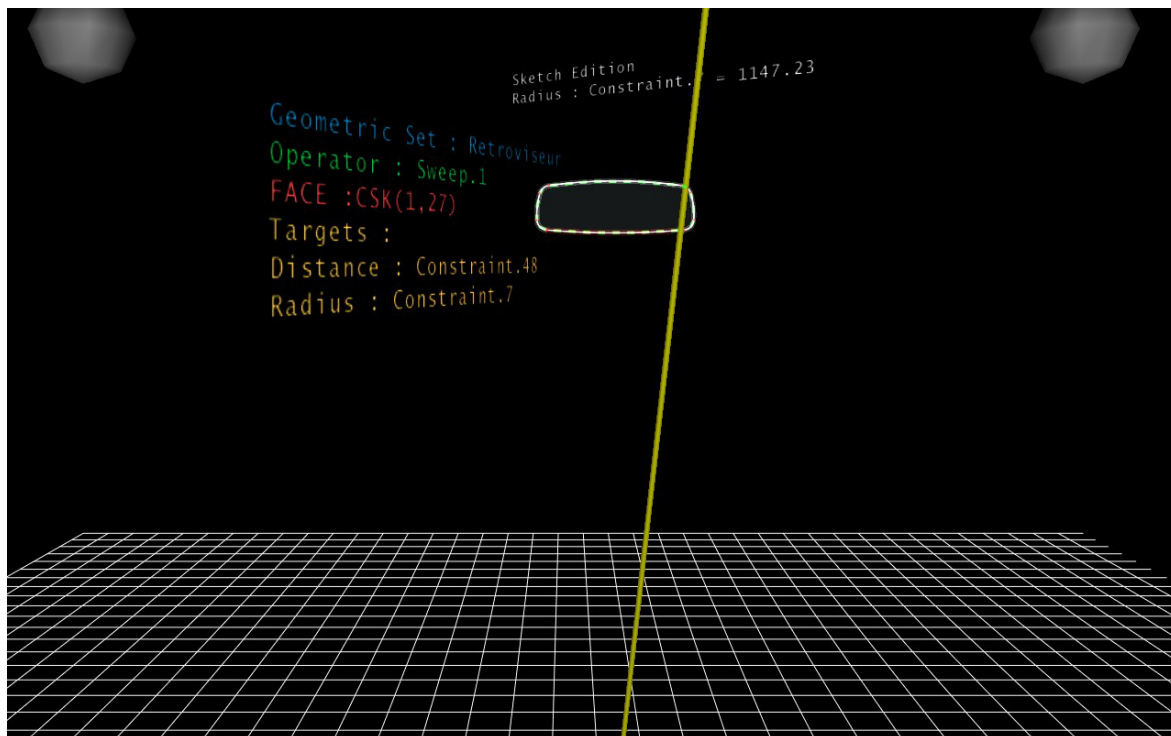 Sketch Edition
Radius : Constraint. = 1147.23
Geometric Set : Retroviseur
Operator : Sweep.1
FACE :CSK(1,27)
Targets :
Distance : Constraint.48
Radius : Constraint.7